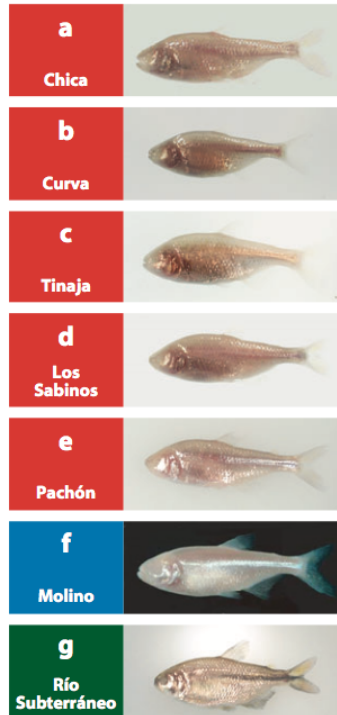 a
Chica
b
Curva
c
Tinaja
d
Los
Sabinos
e
Pachón
f
Molino
g
Río
Subterráneo